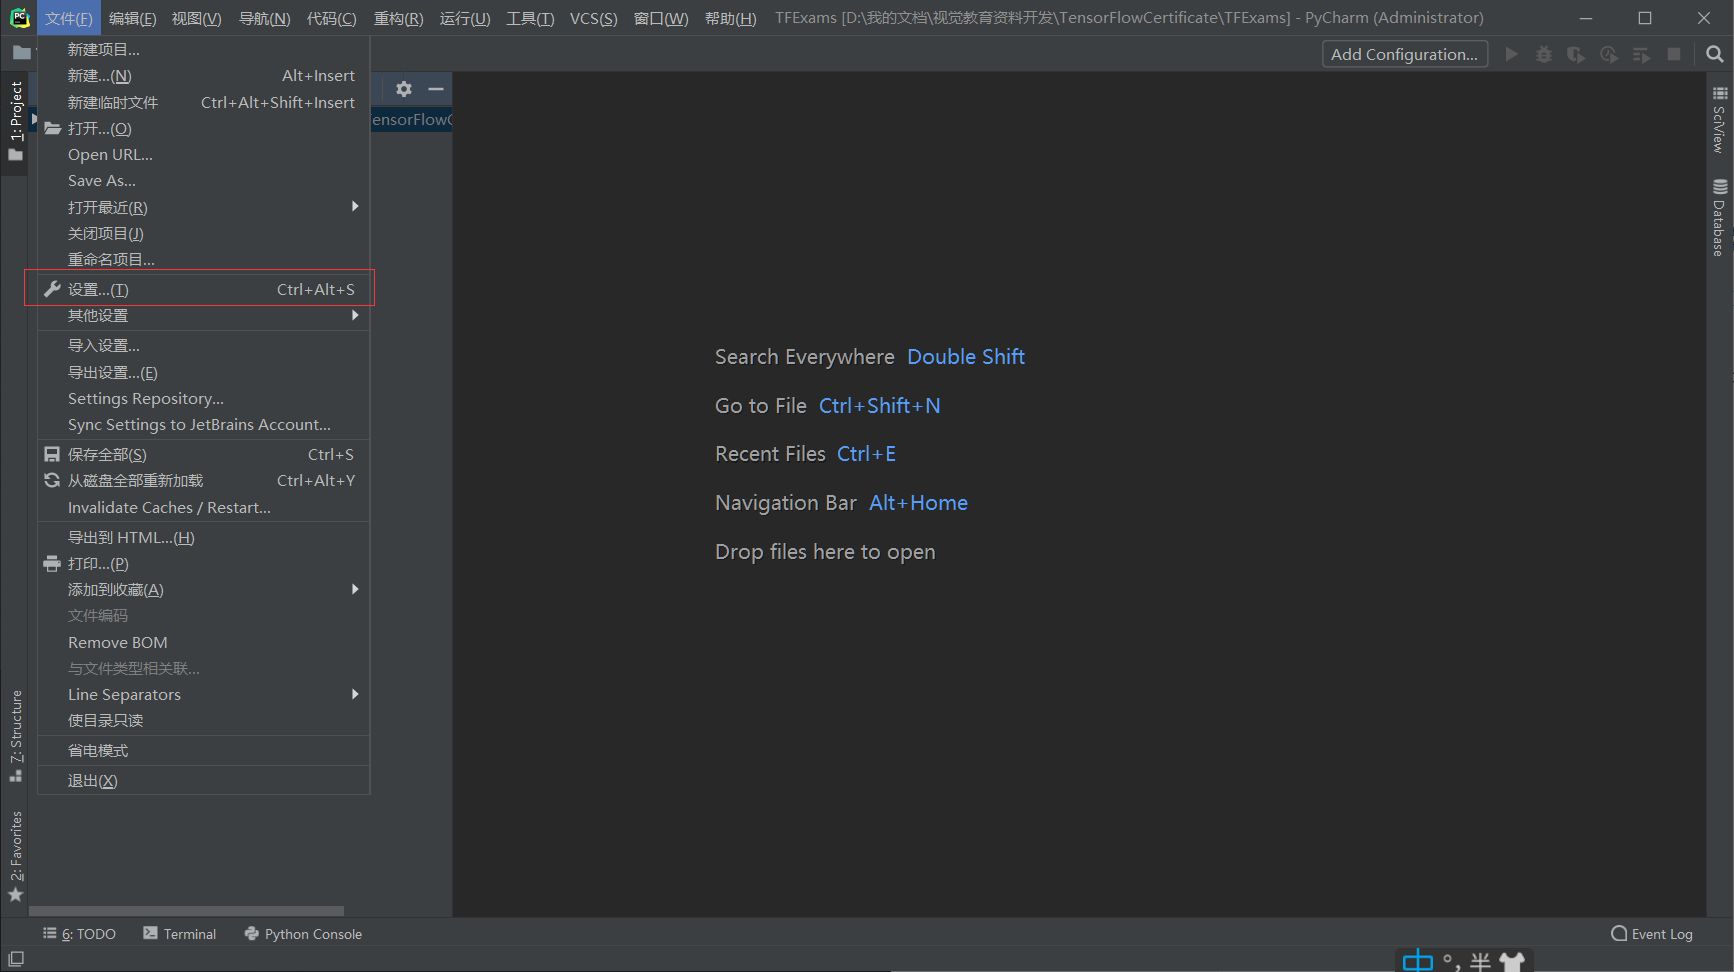 文件(F) 编辑(E) 视图(V) 导航(N) 代码(C) 重构(R) 运行(U) 工具(T) VCS(S) 窗口(W) 帮助(H) TFExams [D:\我的文档\视觉教育资料开发\TensorFlowCertificate\TFExams] - PyCharm (Administrator)
Add Configuration...
新建项目...
新建...(N) Alt+Insert
新建临时文件 Ctrl+Alt+Shift+Insert
打开...(O)
Open URL...
Save As...
打开最近(R)
关闭项目(J)
重命名项目...
设置...(T) Ctrl+Alt+S
其他设置
导入设置...
导出设置...(E)
Settings Repository...
Sync Settings to JetBrains Account...
保存全部(S) Ctrl+S
从磁盘全部重新加载 Ctrl+Alt+Y
Invalidate Caches / Restart...
导出到 HTML...(H)
打印...(P)
添加到收藏(A)
文件编码
Remove BOM
与文件类型相关联...
Line Separators
使目录只读
省电模式
退出(X)
1: Project
7: Structure
2: Favorites
ensorFlowC
Search Everywhere Double Shift
Go to File Ctrl+Shift+N
Recent Files Ctrl+E
Navigation Bar Alt+Home
Drop files here to open
SciView
Database
6: TODO Terminal Python Console Event Log
中 °, 半